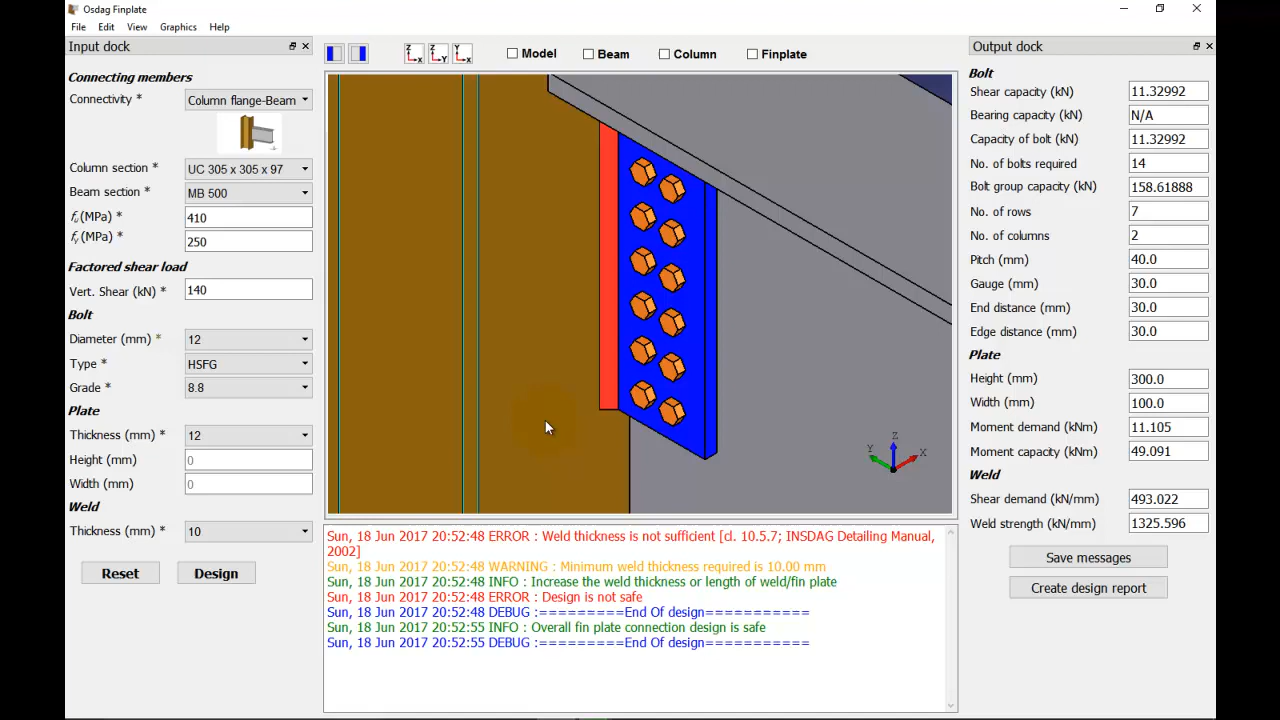 Osdag Finplate
File Edit View Graphics Help
Input dock
Connecting members
Connectivity * Column flange-Beam
Column section * UC 305 x 305 x 97
Beam section * MB 500
fu (MPa) * 410
fy (MPa) * 250
Factored shear load
Vert. Shear (kN) * 140
Bolt
Diameter (mm) * 12
Type * HSFG
Grade * 8.8
Plate
Thickness (mm) * 12
Height (mm) 0
Width (mm) 0
Weld
Thickness (mm) * 10
Reset Design
Z x Z Y Y x Model Beam Column Finplate
Z
Y X
Sun, 18 Jun 2017 20:52:48 ERROR : Weld thickness is not sufficient [cl. 10.5.7; INSDAG Detailing Manual,
2002]
Sun, 18 Jun 2017 20:52:48 WARNING : Minimum weld thickness required is 10.00 mm
Sun, 18 Jun 2017 20:52:48 INFO : Increase the weld thickness or length of weld/fin plate
Sun, 18 Jun 2017 20:52:48 ERROR : Design is not safe
Sun, 18 Jun 2017 20:52:48 DEBUG :=========End Of design===========
Sun, 18 Jun 2017 20:52:55 INFO : Overall fin plate connection design is safe
Sun, 18 Jun 2017 20:52:55 DEBUG :=========End Of design===========
Output dock
Bolt
Shear capacity (kN) 11.32992
Bearing capacity (kN) N/A
Capacity of bolt (kN) 11.32992
No. of bolts required 14
Bolt group capacity (kN) 158.61888
No. of rows 7
No. of columns 2
Pitch (mm) 40.0
Gauge (mm) 30.0
End distance (mm) 30.0
Edge distance (mm) 30.0
Plate
Height (mm) 300.0
Width (mm) 100.0
Moment demand (kNm) 11.105
Moment capacity (kNm) 49.091
Weld
Shear demand (kN/mm) 493.022
Weld strength (kN/mm) 1325.596
Save messages
Create design report